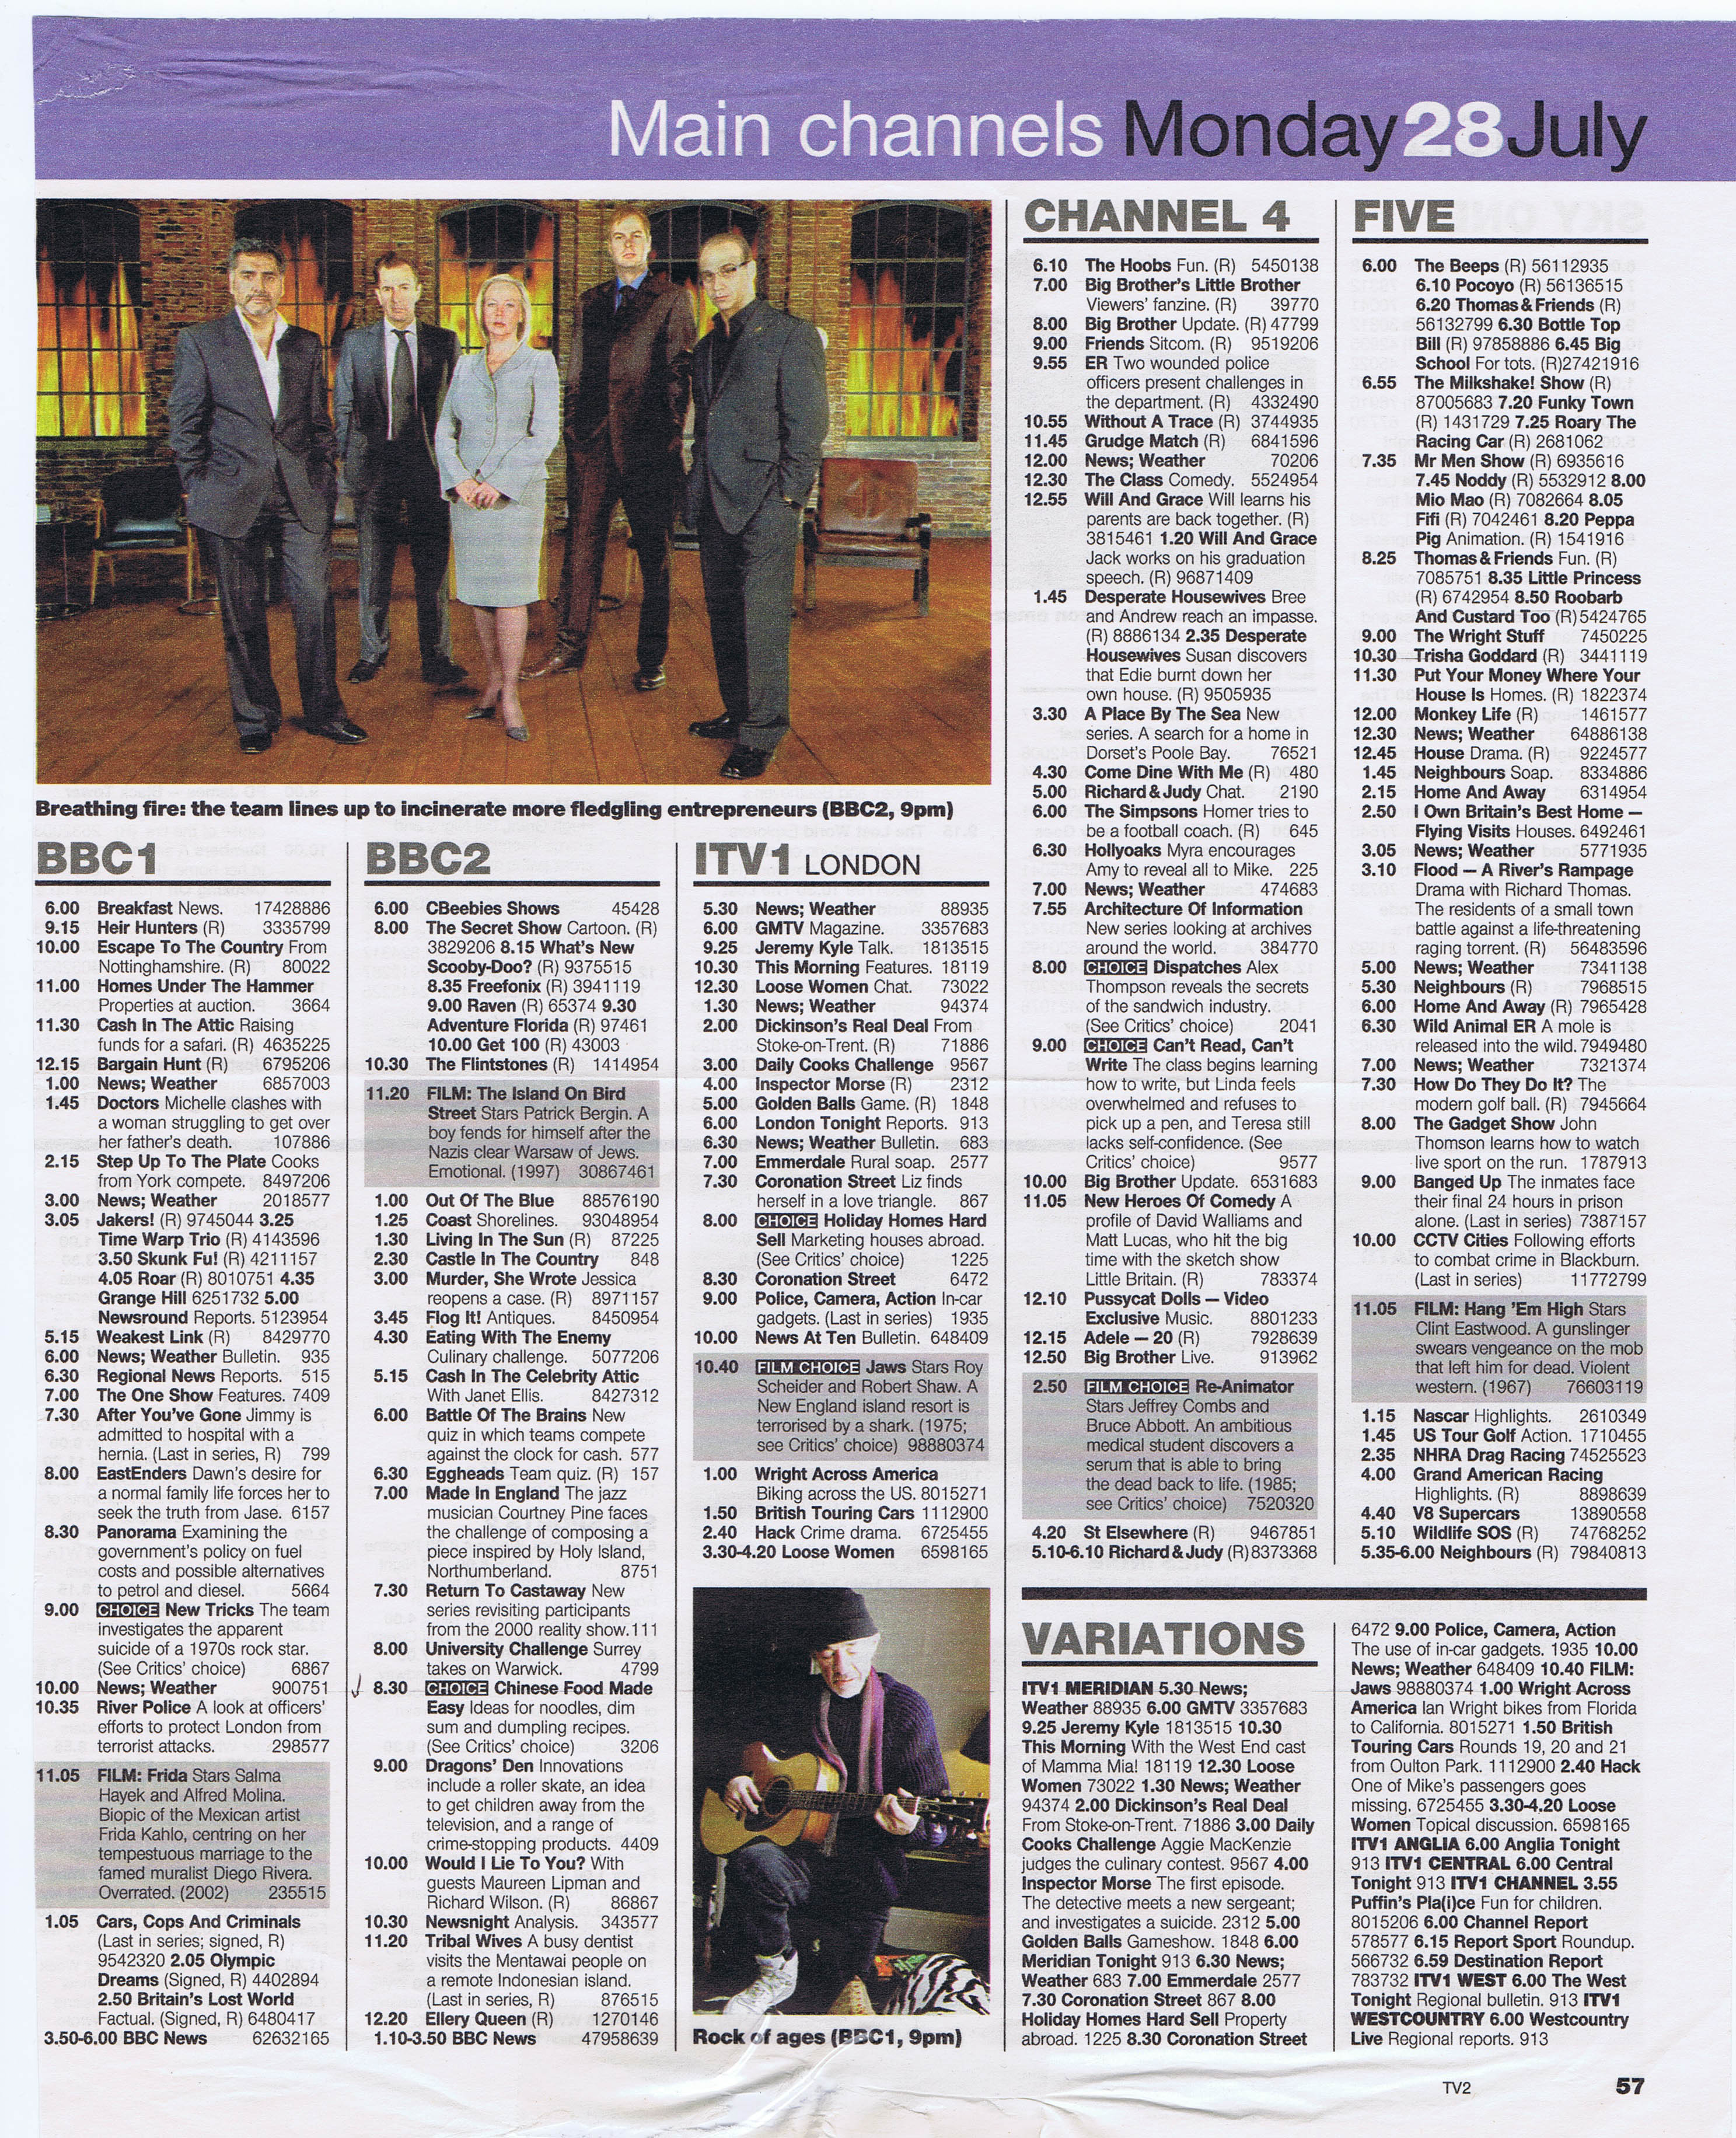 Main channels Monday 28 July
Breathing fire: the team lines up to incinerate more fledgling entrepreneurs (BBC2, 9pm)
BBC1
6.00 Breakfast News. 17428886
9.15 Heir Hunters (R) 3335799
10.00 Escape To The Country From
Nottinghamshire. (R) 80022
11.00 Homes Under The Hammer
Properties at auction. 3664
11.30 Cash In The Attic Raising
funds for a safari. (R) 4635225
12.15 Bargain Hunt (R) 6795206
1.00 News; Weather 6857003
1.45 Doctors Michelle clashes with
a woman struggling to get over
her father's death. 107886
2.15 Step Up To The Plate Cooks
from York compete. 8497206
3.00 News; Weather 2018577
3.05 Jakers! (R) 9745044 3.25
Time Warp Trio (R) 4143596
3.50 Skunk Fu! (R) 4211157
4.05 Roar (R) 8010751 4.35
Grange Hill 6251732 5.00
Newsround Reports. 5123954
5.15 Weakest Link (R) 8429770
6.00 News; Weather Bulletin. 935
6.30 Regional News Reports. 515
7.00 The One Show Features. 7409
7.30 After You've Gone Jimmy is
admitted to hospital with a
hernia. (Last in series, R) 799
8.00 EastEnders Dawn's desire for
a normal family life forces her to
seek the truth from Jase. 6157
8.30 Panorama Examining the
government's policy on fuel
costs and possible alternatives
to petrol and diesel. 5664
9.00 CHOICE New Tricks The team
investigates the apparent
suicide of a 1970s rock star.
(See Critics' choice) 6867
10.00 News; Weather 900751
10.35 River Police A look at officers'
efforts to protect London from
terrorist attacks. 298577
11.05 FILM: Frida Stars Salma
Hayek and Alfred Molina.
Biopic of the Mexican artist
Frida Kahlo, centring on her
tempestuous marriage to the
famed muralist Diego Rivera.
Overrated. (2002) 235515
1.05 Cars, Cops And Criminals
(Last in series; signed, R)
9542320 2.05 Olympic
Dreams (Signed, R) 4402894
2.50 Britain's Lost World
Factual. (Signed, R) 6480417
3.50-6.00 BBC News 62632165
BBC2
6.00 CBeebies Shows 45428
8.00 The Secret Show Cartoon. (R)
3829206 8.15 What's New
Scooby-Doo? (R) 9375515
8.35 Freefonix (R) 3941119
9.00 Raven (R) 65374 9.30
Adventure Florida (R) 97461
10.00 Get 100 (R) 43003
10.30 The Flintstones (R) 1414954
11.20 FILM: The Island On Bird
Street Stars Patrick Bergin. A
boy fends for himself after the
Nazis clear Warsaw of Jews.
Emotional. (1997) 30867461
1.00 Out Of The Blue 88576190
1.25 Coast Shorelines. 93048954
1.30 Living In The Sun (R) 87225
2.30 Castle In The Country 848
3.00 Murder, She Wrote Jessica
reopens a case. (R) 8971157
3.45 Flog It! Antiques. 8450954
4.30 Eating With The Enemy
Culinary challenge. 5077206
5.15 Cash In The Celebrity Attic
With Janet Ellis. 8427312
6.00 Battle Of The Brains New
quiz in which teams compete
against the clock for cash. 577
6.30 Eggheads Team quiz. (R) 157
7.00 Made In England The jazz
musician Courtney Pine faces
the challenge of composing a
piece inspired by Holy Island,
Northumberland. 8751
7.30 Return To Castaway New
series revisiting participants
from the 2000 reality show. 111
8.00 University Challenge Surrey
takes on Warwick. 4799
8.30 CHOICE Chinese Food Made
Easy Ideas for noodles, dim
sum and dumpling recipes.
(See Critics' choice) 3206
9.00 Dragons' Den Innovations
include a roller skate, an idea
to get children away from the
television, and a range of
crime-stopping products. 4409
10.00 Would I Lie To You? With
guests Maureen Lipman and
Richard Wilson. (R) 86867
10.30 Newsnight Analysis. 343577
11.20 Tribal Wives A busy dentist
visits the Mentawai people on
a remote Indonesian island.
(Last in series, R) 876515
12.20 Ellery Queen (R) 1270146
1.10-3.50 BBC News 47958639
ITV1 LONDON
5.30 News; Weather 88935
6.00 GMTV Magazine. 3357683
9.25 Jeremy Kyle Talk. 1813515
10.30 This Morning Features. 18119
12.30 Loose Women Chat. 73022
1.30 News; Weather 94374
2.00 Dickinson's Real Deal From
Stoke-on-Trent. (R) 71886
3.00 Daily Cooks Challenge 9567
4.00 Inspector Morse (R) 2312
5.00 Golden Balls Game. (R) 1848
6.00 London Tonight Reports. 913
6.30 News; Weather Bulletin. 683
7.00 Emmerdale Rural soap. 2577
7.30 Coronation Street Liz finds
herself in a love triangle. 867
8.00 CHOICE Holiday Homes Hard
Sell Marketing houses abroad.
(See Critics' choice) 1225
8.30 Coronation Street 6472
9.00 Police, Camera, Action In-car
gadgets. (Last in series) 1935
10.00 News At Ten Bulletin. 648409
10.40 FILM CHOICE Jaws Stars Roy
Scheider and Robert Shaw. A
New England island resort is
terrorised by a shark. (1975;
see Critics' choice) 98880374
1.00 Wright Across America
Biking across the US. 8015271
1.50 British Touring Cars 1112900
2.40 Hack Crime drama. 6725455
3.30-4.20 Loose Women 6598165
Rock of ages (BBC1, 9pm)
CHANNEL 4
6.10 The Hoobs Fun. (R) 5450138
7.00 Big Brother's Little Brother
Viewers' fanzine. (R) 39770
8.00 Big Brother Update. (R) 47799
9.00 Friends Sitcom. (R) 9519206
9.55 ER Two wounded police
officers present challenges in
the department. (R) 4332490
10.55 Without A Trace (R) 3744935
11.45 Grudge Match (R) 6841596
12.00 News; Weather 70206
12.30 The Class Comedy. 5524954
12.55 Will And Grace Will learns his
parents are back together. (R)
3815461 1.20 Will And Grace
Jack works on his graduation
speech. (R) 96871409
1.45 Desperate Housewives Bree
and Andrew reach an impasse.
(R) 8886134 2.35 Desperate
Housewives Susan discovers
that Edie burnt down her
own house. (R) 9505935
3.30 A Place By The Sea New
series. A search for a home in
Dorset's Poole Bay. 76521
4.30 Come Dine With Me (R) 480
5.00 Richard & Judy Chat. 2190
6.00 The Simpsons Homer tries to
be a football coach. (R) 645
6.30 Hollyoaks Myra encourages
Amy to reveal all to Mike. 225
7.00 News; Weather 474683
7.55 Architecture Of Information
New series looking at archives
around the world. 384770
8.00 CHOICE Dispatches Alex
Thompson reveals the secrets
of the sandwich industry.
(See Critics' choice) 2041
9.00 CHOICE Can't Read, Can't
Write The class begins learning
how to write, but Linda feels
overwhelmed and refuses to
pick up a pen, and Teresa still
lacks self-confidence. (See
Critics' choice) 9577
10.00 Big Brother Update. 6531683
11.05 New Heroes Of Comedy A
profile of David Walliams and
Matt Lucas, who hit the big
time with the sketch show
Little Britain. (R) 783374
12.10 Pussycat Dolls — Video
Exclusive Music. 8801233
12.15 Adele — 20 (R) 7928639
12.50 Big Brother Live. 913962
2.50 FILM CHOICE Re-Animator
Stars Jeffrey Combs and
Bruce Abbott. An ambitious
medical student discovers a
serum that is able to bring
the dead back to life. (1985;
see Critics' choice) 7520320
4.20 St Elsewhere (R) 9467851
5.10-6.10 Richard & Judy (R) 8373368
FIVE
6.00 The Beeps (R) 56112935
6.10 Pocoyo (R) 56136515
6.20 Thomas & Friends (R)
56132799 6.30 Bottle Top
Bill (R) 97858886 6.45 Big
School For tots. (R) 27421916
6.55 The Milkshake! Show (R)
87005683 7.20 Funky Town
(R) 1431729 7.25 Roary The
Racing Car (R) 2681062
7.35 Mr Men Show (R) 6935616
7.45 Noddy (R) 5532912 8.00
Mio Mao (R) 7082664 8.05
Fifi (R) 7042461 8.20 Peppa
Pig Animation. (R) 1541916
8.25 Thomas & Friends Fun. (R)
7085751 8.35 Little Princess
(R) 6742954 8.50 Roobarb
And Custard Too (R) 5424765
9.00 The Wright Stuff 7450225
10.30 Trisha Goddard (R) 3441119
11.30 Put Your Money Where Your
House Is Homes. (R) 1822374
12.00 Monkey Life (R) 1461577
12.30 News; Weather 64886138
12.45 House Drama. (R) 9224577
1.45 Neighbours Soap. 8334886
2.15 Home And Away 6314954
2.50 I Own Britain's Best Home —
Flying Visits Houses. 6492461
3.05 News; Weather 5771935
3.10 Flood — A River's Rampage
Drama with Richard Thomas.
The residents of a small town
battle against a life-threatening
raging torrent. (R) 56483596
5.00 News; Weather 7341138
5.30 Neighbours (R) 7968515
6.00 Home And Away (R) 7965428
6.30 Wild Animal ER A mole is
released into the wild. 7949480
7.00 News; Weather 7321374
7.30 How Do They Do It? The
modern golf ball. (R) 7945664
8.00 The Gadget Show John
Thomson learns how to watch
live sport on the run. 1787913
9.00 Banged Up The inmates face
their final 24 hours in prison
alone. (Last in series) 7387157
10.00 CCTV Cities Following efforts
to combat crime in Blackburn.
(Last in series) 11772799
11.05 FILM: Hang 'Em High Stars
Clint Eastwood. A gunslinger
swears vengeance on the mob
that left him for dead. Violent
western. (1967) 76603119
1.15 Nascar Highlights. 2610349
1.45 US Tour Golf Action. 1710455
2.35 NHRA Drag Racing 74525523
4.00 Grand American Racing
Highlights. (R) 8898639
4.40 V8 Supercars 13890558
5.10 Wildlife SOS (R) 74768252
5.35-6.00 Neighbours (R) 79840813
VARIATIONS
ITV1 MERIDIAN 5.30 News;
Weather 88935 6.00 GMTV 3357683
9.25 Jeremy Kyle 1813515 10.30
This Morning With the West End cast
of Mamma Mia! 18119 12.30 Loose
Women 73022 1.30 News; Weather
94374 2.00 Dickinson's Real Deal
From Stoke-on-Trent. 71886 3.00 Daily
Cooks Challenge Aggie MacKenzie
judges the culinary contest. 9567 4.00
Inspector Morse The first episode.
The detective meets a new sergeant;
and investigates a suicide. 2312 5.00
Golden Balls Gameshow. 1848 6.00
Meridian Tonight 913 6.30 News;
Weather 683 7.00 Emmerdale 2577
7.30 Coronation Street 867 8.00
Holiday Homes Hard Sell Property
abroad. 1225 8.30 Coronation Street
6472 9.00 Police, Camera, Action
The use of in-car gadgets. 1935 10.00
News; Weather 648409 10.40 FILM:
Jaws 98880374 1.00 Wright Across
America Ian Wright bikes from Florida
to California. 8015271 1.50 British
Touring Cars Rounds 19, 20 and 21
from Oulton Park. 1112900 2.40 Hack
One of Mike's passengers goes
missing. 6725455 3.30-4.20 Loose
Women Topical discussion. 6598165
ITV1 ANGLIA 6.00 Anglia Tonight
913 ITV1 CENTRAL 6.00 Central
Tonight 913 ITV1 CHANNEL 3.55
Puffin's Pla(i)ce Fun for children.
8015206 6.00 Channel Report
578577 6.15 Report Sport Roundup.
566732 6.59 Destination Report
783732 ITV1 WEST 6.00 The West
Tonight Regional bulletin. 913 ITV1
WESTCOUNTRY 6.00 Westcountry
Live Regional reports. 913
TV2 57